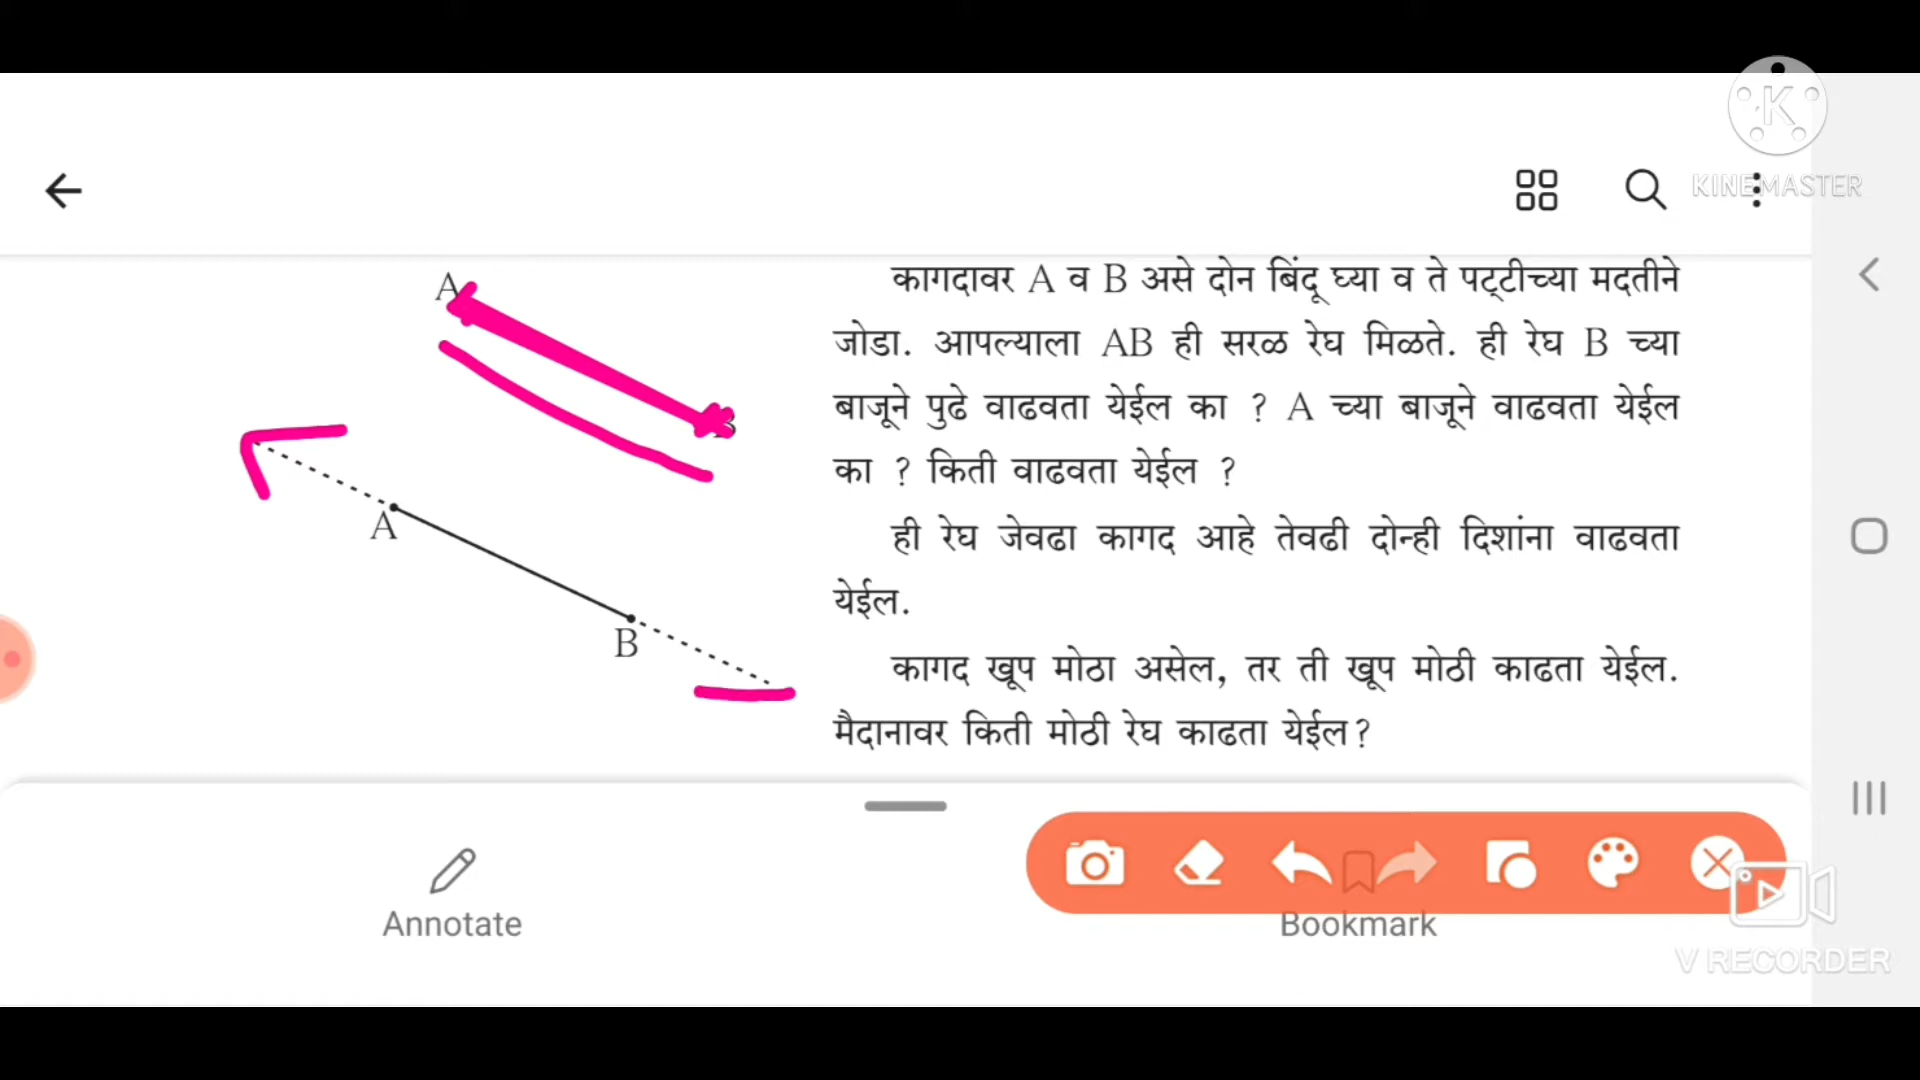 KINEMASTER
A
B
A
B
कागदावर A व B असे दोन बिंदू घ्या व ते पट्टीच्या मदतीने
जोडा. आपल्याला AB ही सरळ रेघ मिळते. ही रेघ B च्या
बाजूने पुढे वाढवता येईल का ? A च्या बाजूने वाढवता येईल
का ? किती वाढवता येईल ?
ही रेघ जेवढा कागद आहे तेवढी दोन्ही दिशांना वाढवता
येईल.
कागद खूप मोठा असेल, तर ती खूप मोठी काढता येईल.
मैदानावर किती मोठी रेघ काढता येईल?
Annotate
Bookmark
V RECORDER